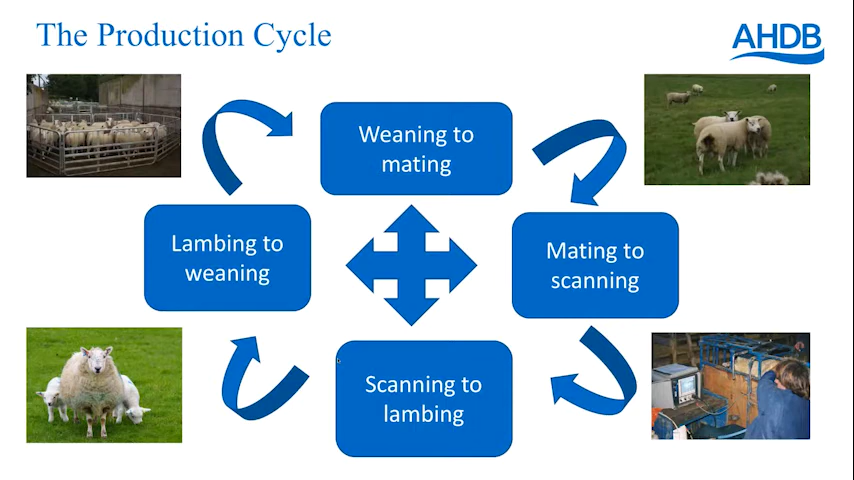 The Production Cycle
AHDB
Weaning to
mating
Lambing to
weaning
Mating to
scanning
Scanning to
lambing